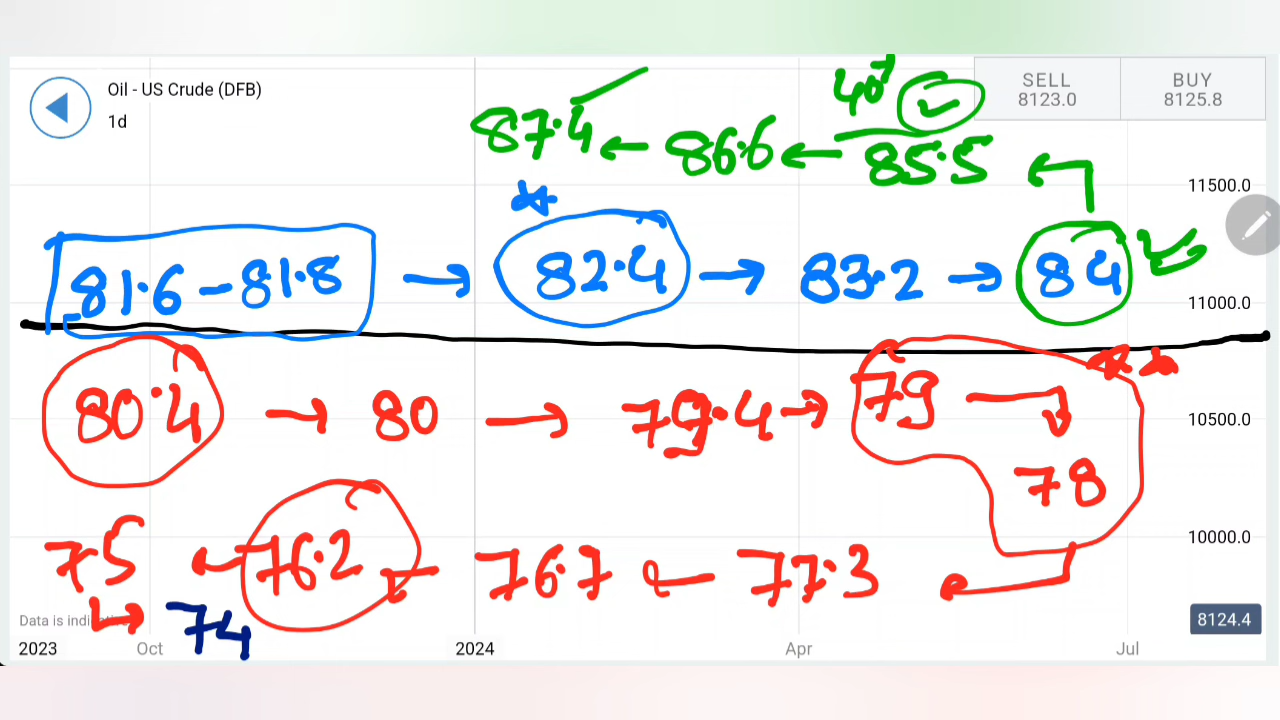 Oil - US Crude (DFB)
1d
SELL
8123.0
BUY
8125.8
87.4 ← 86.6 ← 85.5
11500.0
81.6 - 81.8 → 82.4 → 83.2 → 84
11000.0
80.4 → 80 → 79.4 → 79
10500.0
78
75 ← 76.2 ← 76.7 ← 77.3
10000.0
74
Data is
8124.4
2023 Oct 2024 Apr Jul